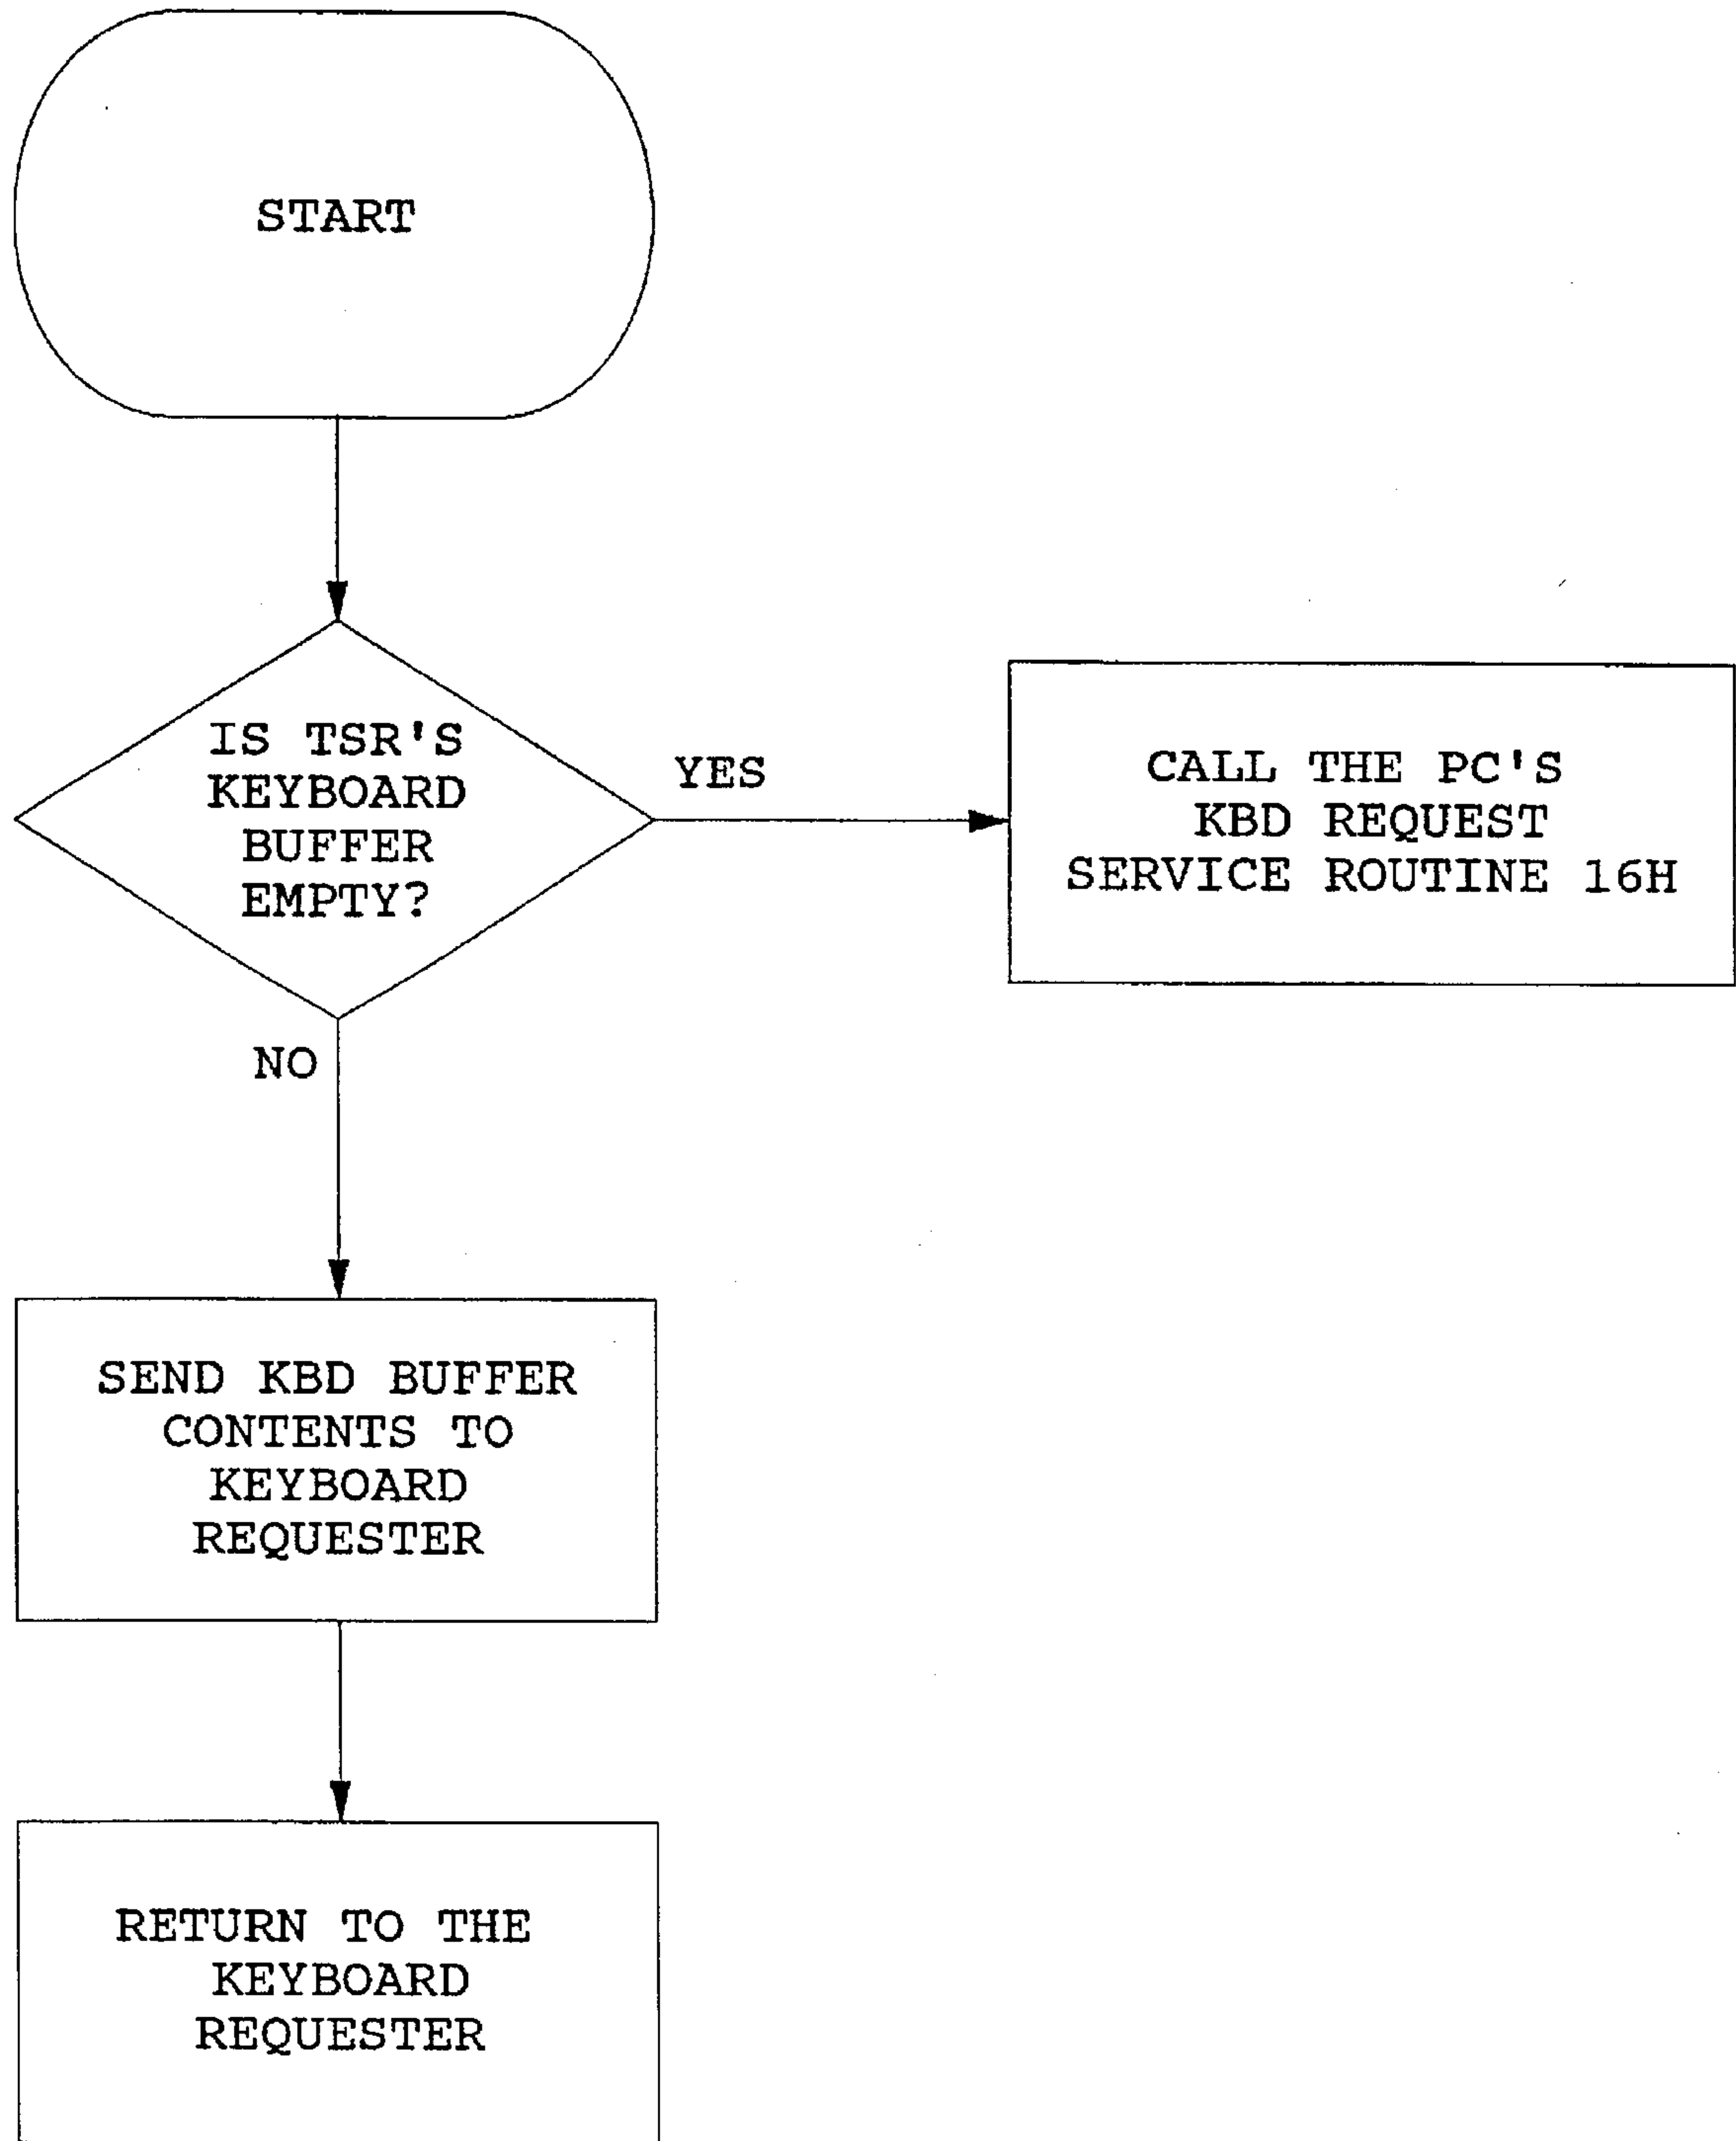 START
IS TSR'S
KEYBOARD
BUFFER
EMPTY?
YES
CALL THE PC'S
KBD REQUEST
SERVICE ROUTINE 16H
NO
SEND KBD BUFFER
CONTENTS TO
KEYBOARD
REQUESTER
RETURN TO THE
KEYBOARD
REQUESTER